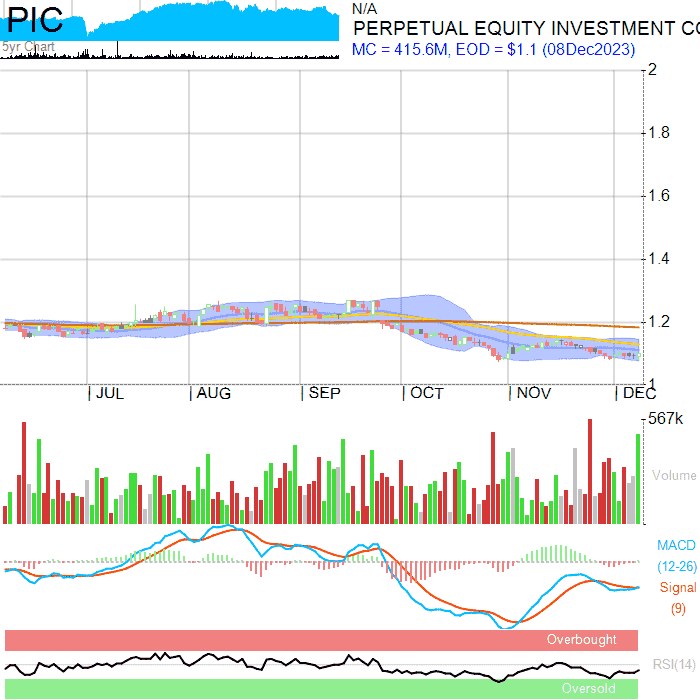 PIC
5yr Chart
N/A
PERPETUAL EQUITY INVESTMENT CO
MC = 415.6M, EOD = $1.1 (08Dec2023)
2
1.8
1.6
1.4
1.2
1
JUL AUG SEP OCT NOV DEC
567k
Volume
MACD
(12-26)
Signal
(9)
Overbought
RSI(14)
Oversold